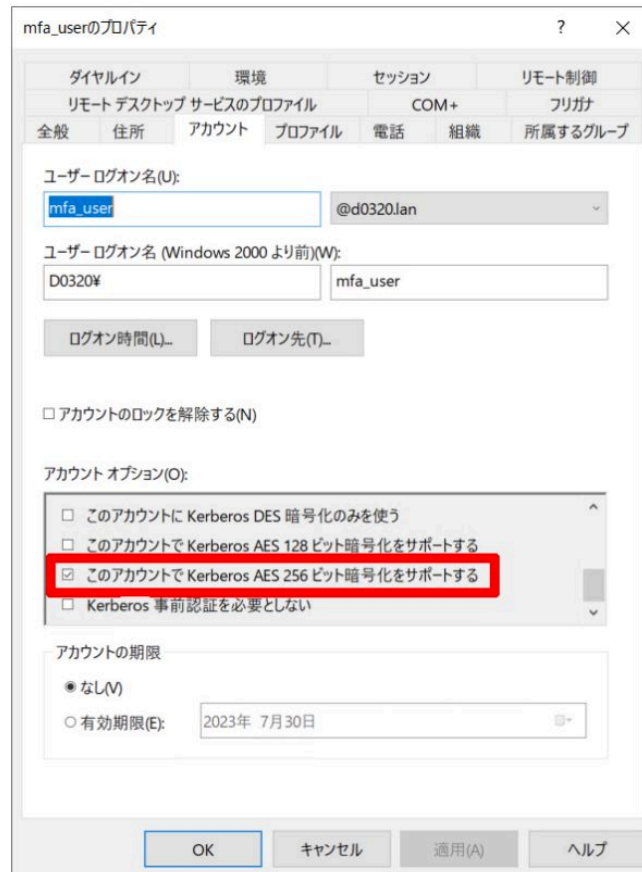 mfa_userのプロパティ
ダイヤルイン 環境 セッション リモート制御
リモート デスクトップ サービスのプロファイル COM+ フリガナ
全般 住所 アカウント プロファイル 電話 組織 所属するグループ
ユーザー ログオン名(U):
mfa_user @d0320.lan
ユーザー ログオン名 (Windows 2000 より前)(W):
D0320¥ mfa_user
ログオン時間(L)... ログオン先(T)...
アカウントのロックを解除する(N)
アカウント オプション(O):
このアカウントに Kerberos DES 暗号化のみを使う
このアカウントで Kerberos AES 128 ビット暗号化をサポートする
このアカウントで Kerberos AES 256 ビット暗号化をサポートする
Kerberos 事前認証を必要としない
アカウントの期限
なし(V)
有効期限(E): 2023年 7月30日
OK キャンセル 適用(A) ヘルプ